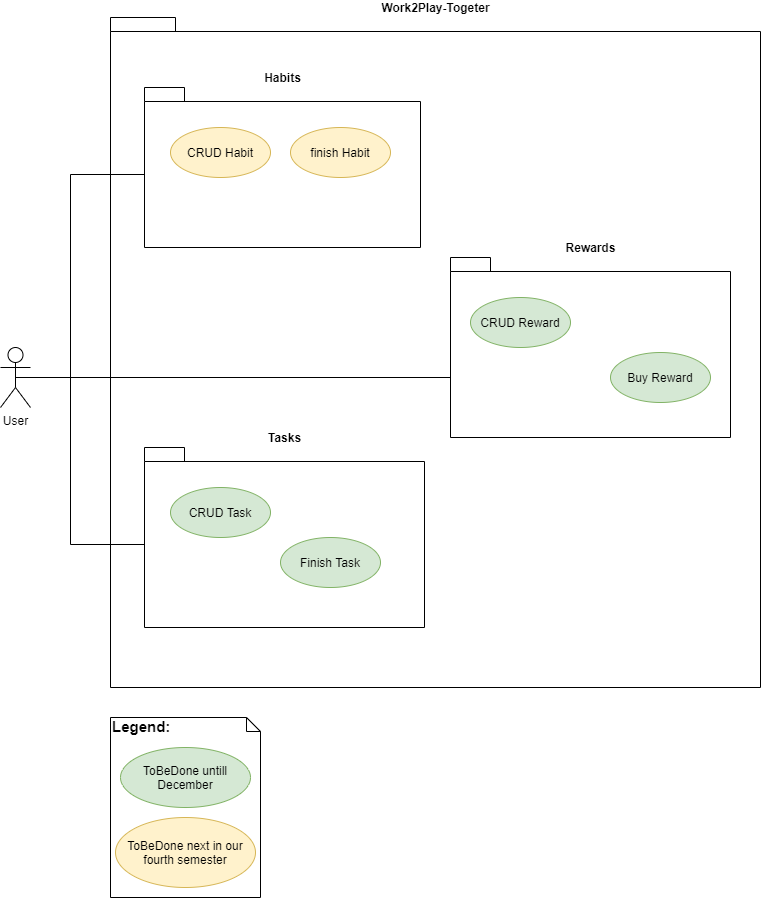 Work2Play-Togeter
Habits
CRUD Habit
finish Habit
Rewards
CRUD Reward
Buy Reward
User
Tasks
CRUD Task
Finish Task
Legend:
ToBeDone untill
December
ToBeDone next in our
fourth semester